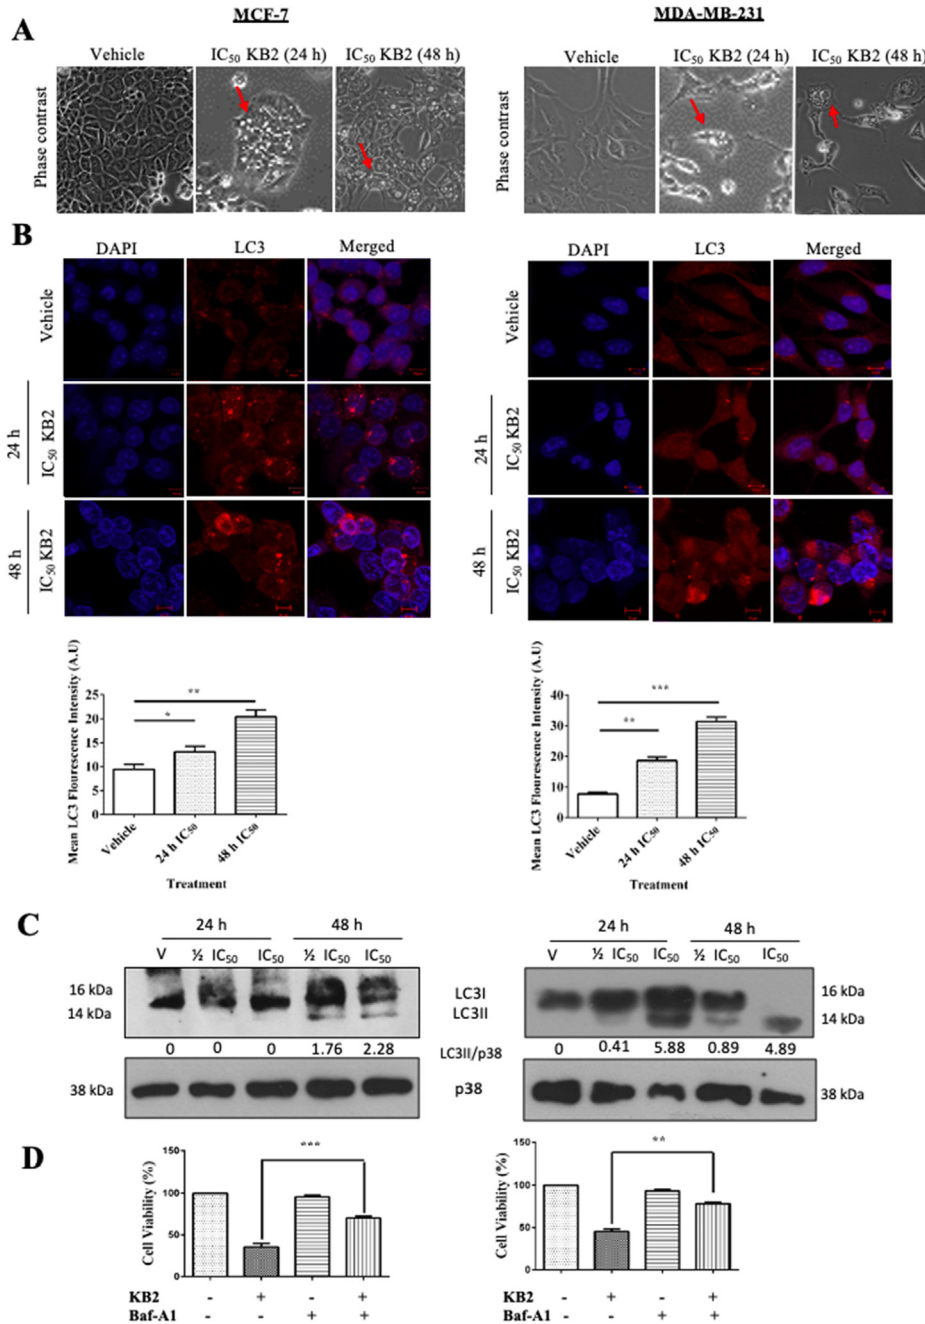 MCF-7
MDA-MB-231
A
Vehicle
IC50 KB2 (24 h)
IC50 KB2 (48 h)
Vehicle
IC50 KB2 (24 h)
IC50 KB2 (48 h)
Phase contrast
Phase contrast
B
DAPI
LC3
Merged
DAPI
LC3
Merged
Vehicle
24 h
IC50 KB2
48 h
IC50 KB2
Vehicle
24 h
IC50 KB2
48 h
IC50 KB2
Mean LC3 Flourescence Intensity (A.U)
25
20
15
10
5
0
**
*
Vehicle
24 h IC50
48 h IC50
Treatment
Mean LC3 Flourescence Intensity (A.U)
40
30
20
10
0
***
**
Vehicle
24 h IC50
48 h IC50
Treatment
C
24 h
48 h
V
½ IC50
IC50
½ IC50
IC50
24 h
48 h
V
½ IC50
IC50
½ IC50
IC50
16 kDa
14 kDa
LC3I
LC3II
16 kDa
14 kDa
0 0 0 1.76 2.28
LC3II/p38
0 0.41 5.88 0.89 4.89
38 kDa
p38
38 kDa
D
Cell Viability (%)
150
100
50
0
***
KB2 - + - +
Baf-A1 - - + +
Cell Viability (%)
150
100
50
0
**
KB2 - + - +
Baf-A1 - - + +